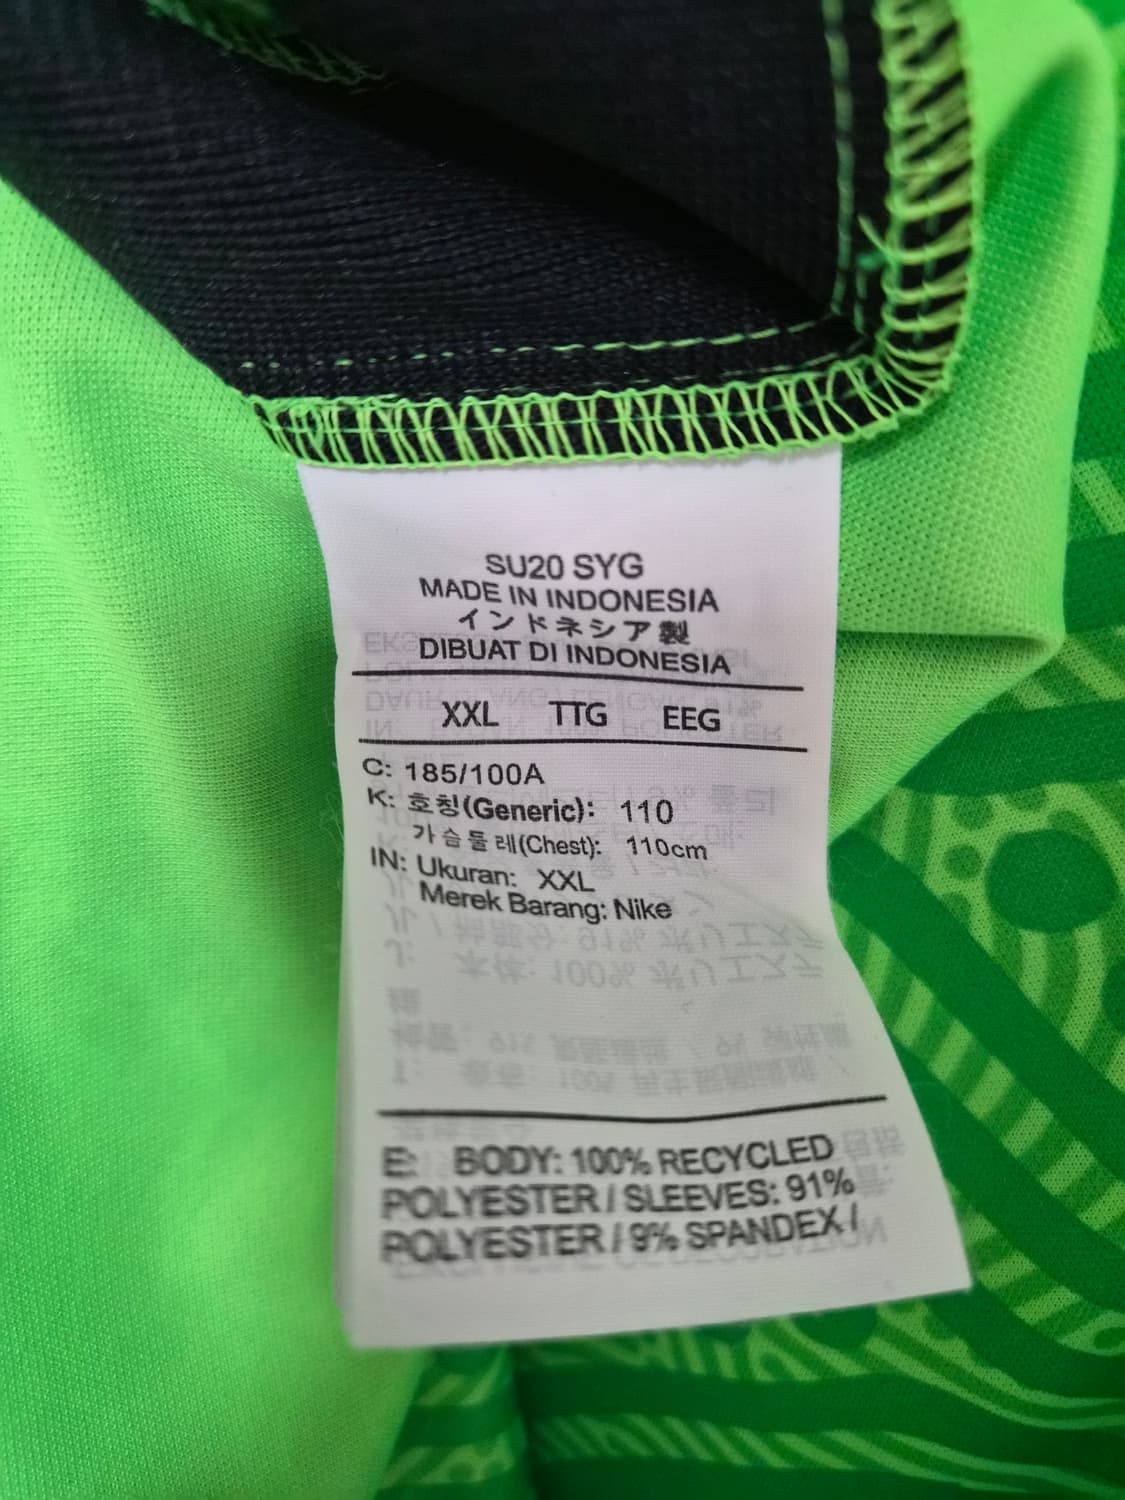 SU20 SYG
MADE IN INDONESIA
インドネシア製
DIBUAT DI INDONESIA
XXL TTG EEG
C: 185/100A
K: 호칭(Generic): 110
가슴둘레(Chest): 110cm
IN: Ukuran: XXL
Merek Barang: Nike
E: BODY: 100% RECYCLED
POLYESTER / SLEEVES: 91%
POLYESTER / 9% SPANDEX /